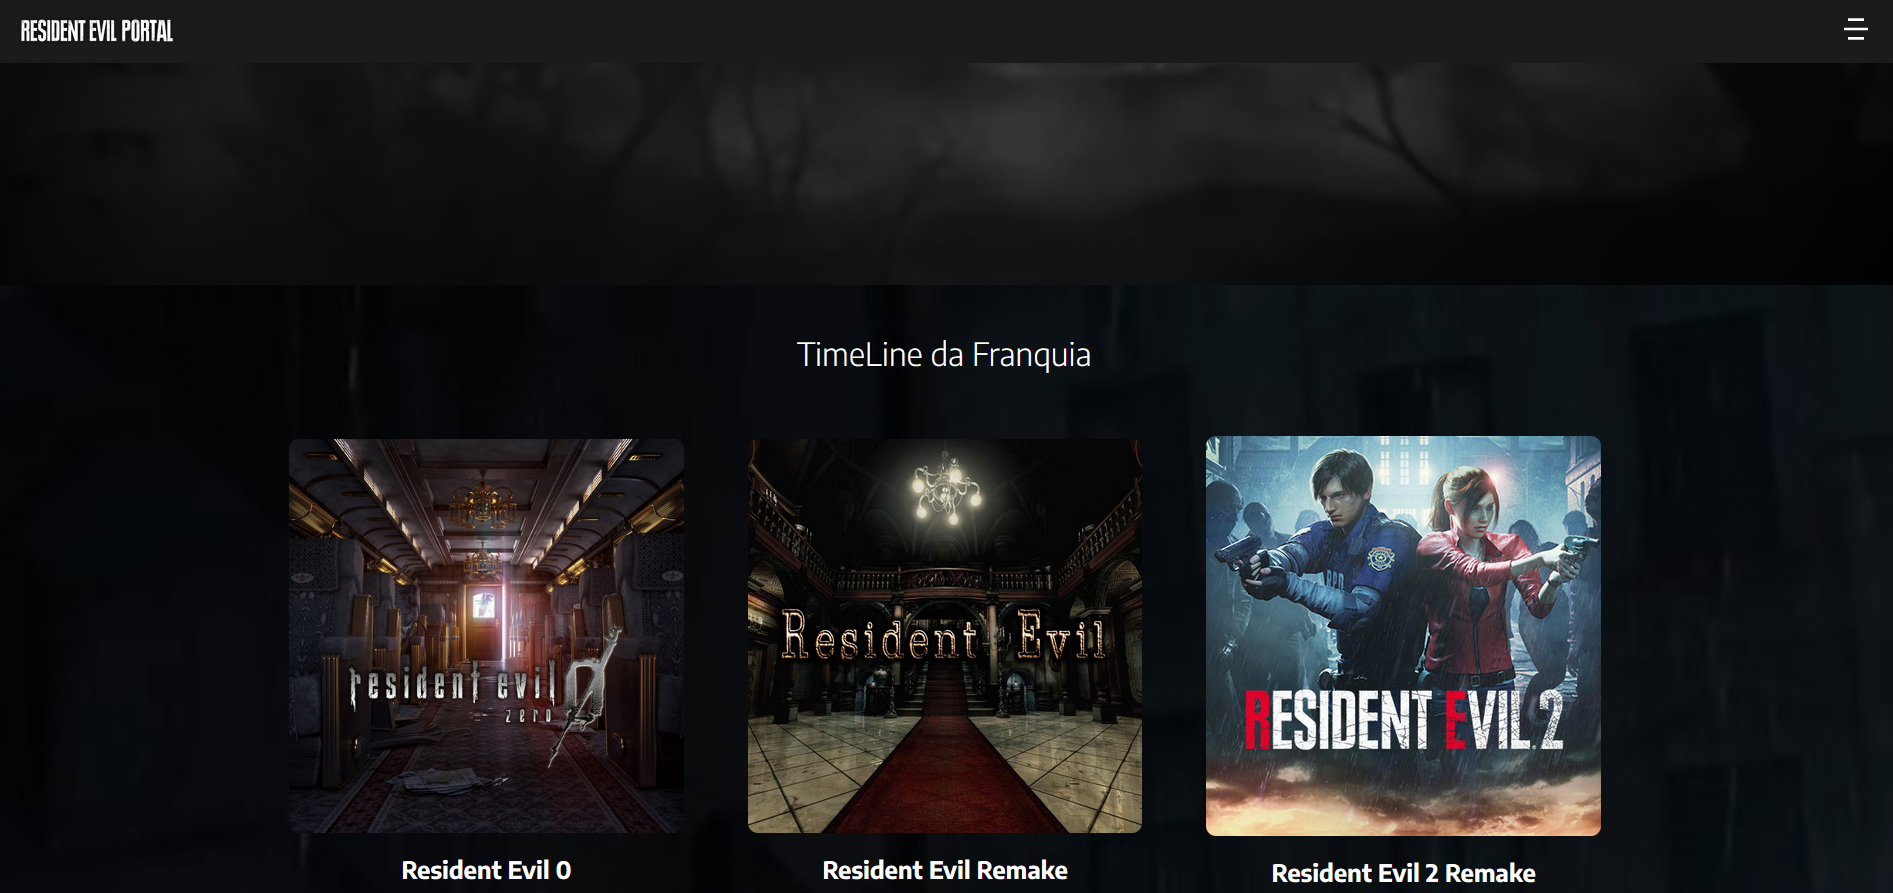 RESIDENT EVIL PORTAL
TimeLine da Franquia
resident evil 0
zero
Resident Evil
RESIDENT EVIL 2
R.P.D.
Resident Evil 0
Resident Evil Remake
Resident Evil 2 Remake